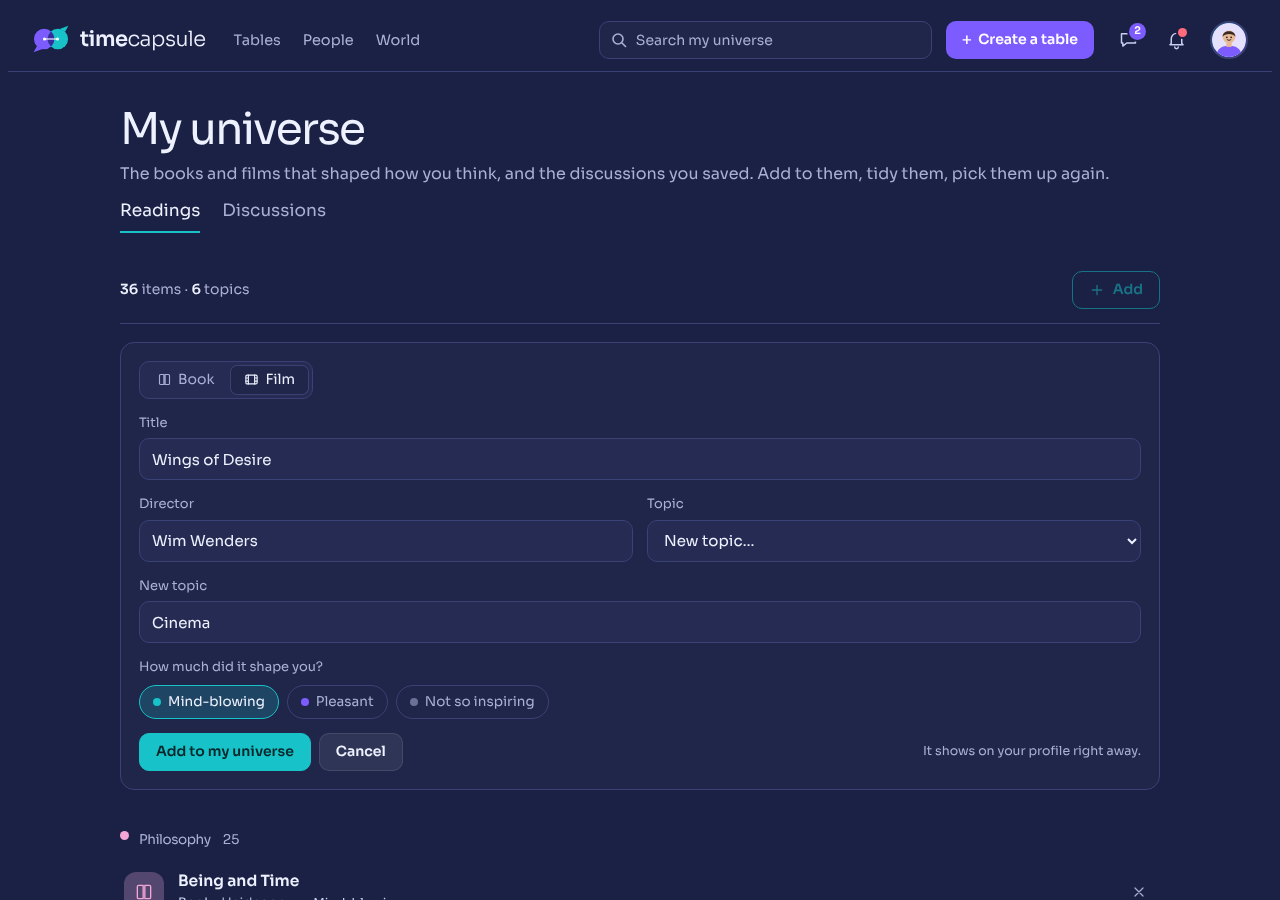 timecapsule Tables People World Search my universe + Create a table 2
My universe
The books and films that shaped how you think, and the discussions you saved. Add to them, tidy them, pick them up again.
Readings Discussions
36 items · 6 topics + Add
Book Film
Title
Wings of Desire
Director Topic
Wim Wenders New topic...
New topic
Cinema
How much did it shape you?
Mind-blowing Pleasant Not so inspiring
Add to my universe Cancel It shows on your profile right away.
Philosophy 25
Being and Time